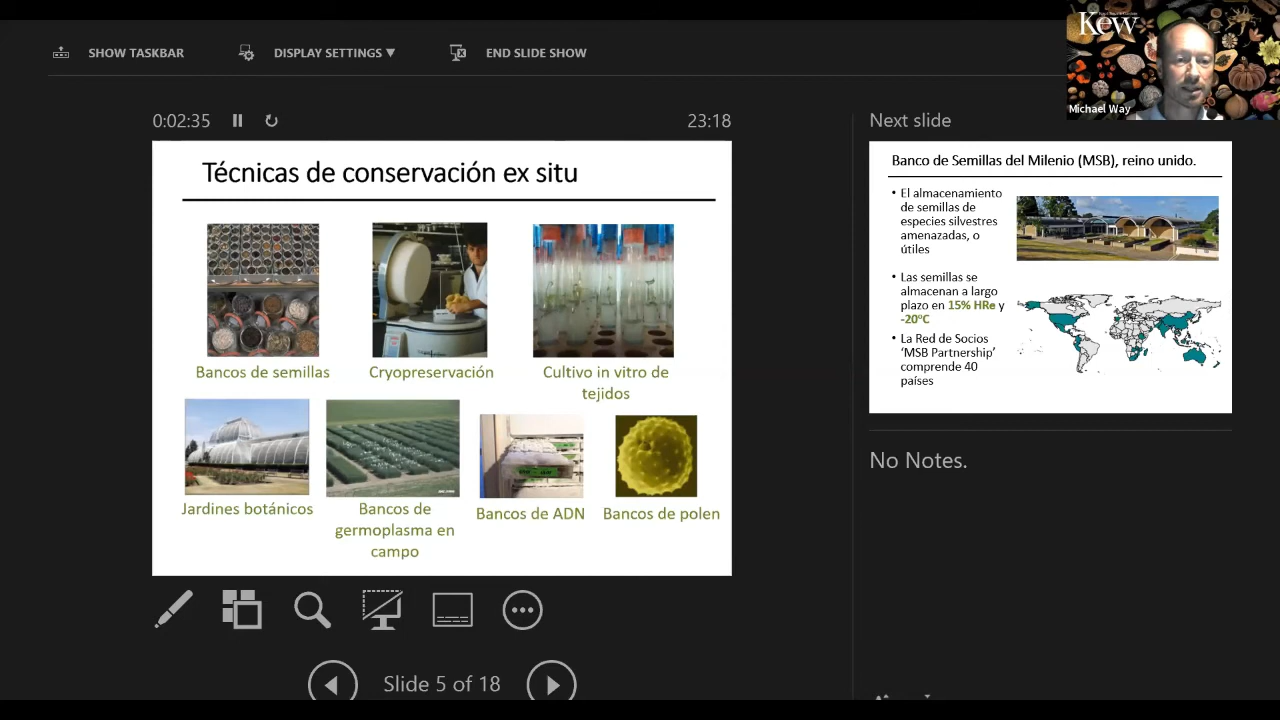 SHOW TASKBAR
DISPLAY SETTINGS ▼
END SLIDE SHOW
Kew
Michael Way
0:02:35
23:18
Next slide
Técnicas de conservación ex situ
Bancos de semillas
Cryopreservación
Cultivo in vitro de
tejidos
Jardines botánicos
Bancos de
germoplasma en
campo
Bancos de ADN
Bancos de polen
Banco de Semillas del Milenio (MSB), reino unido.
• El almacenamiento
de semillas de
especies silvestres
amenazadas, o
útiles
• Las semillas se
almacenan a largo
plazo en 15% HRe y
-20°C
• La Red de Socios
‘MSB Partnership’
comprende 40
países
No Notes.
Slide 5 of 18